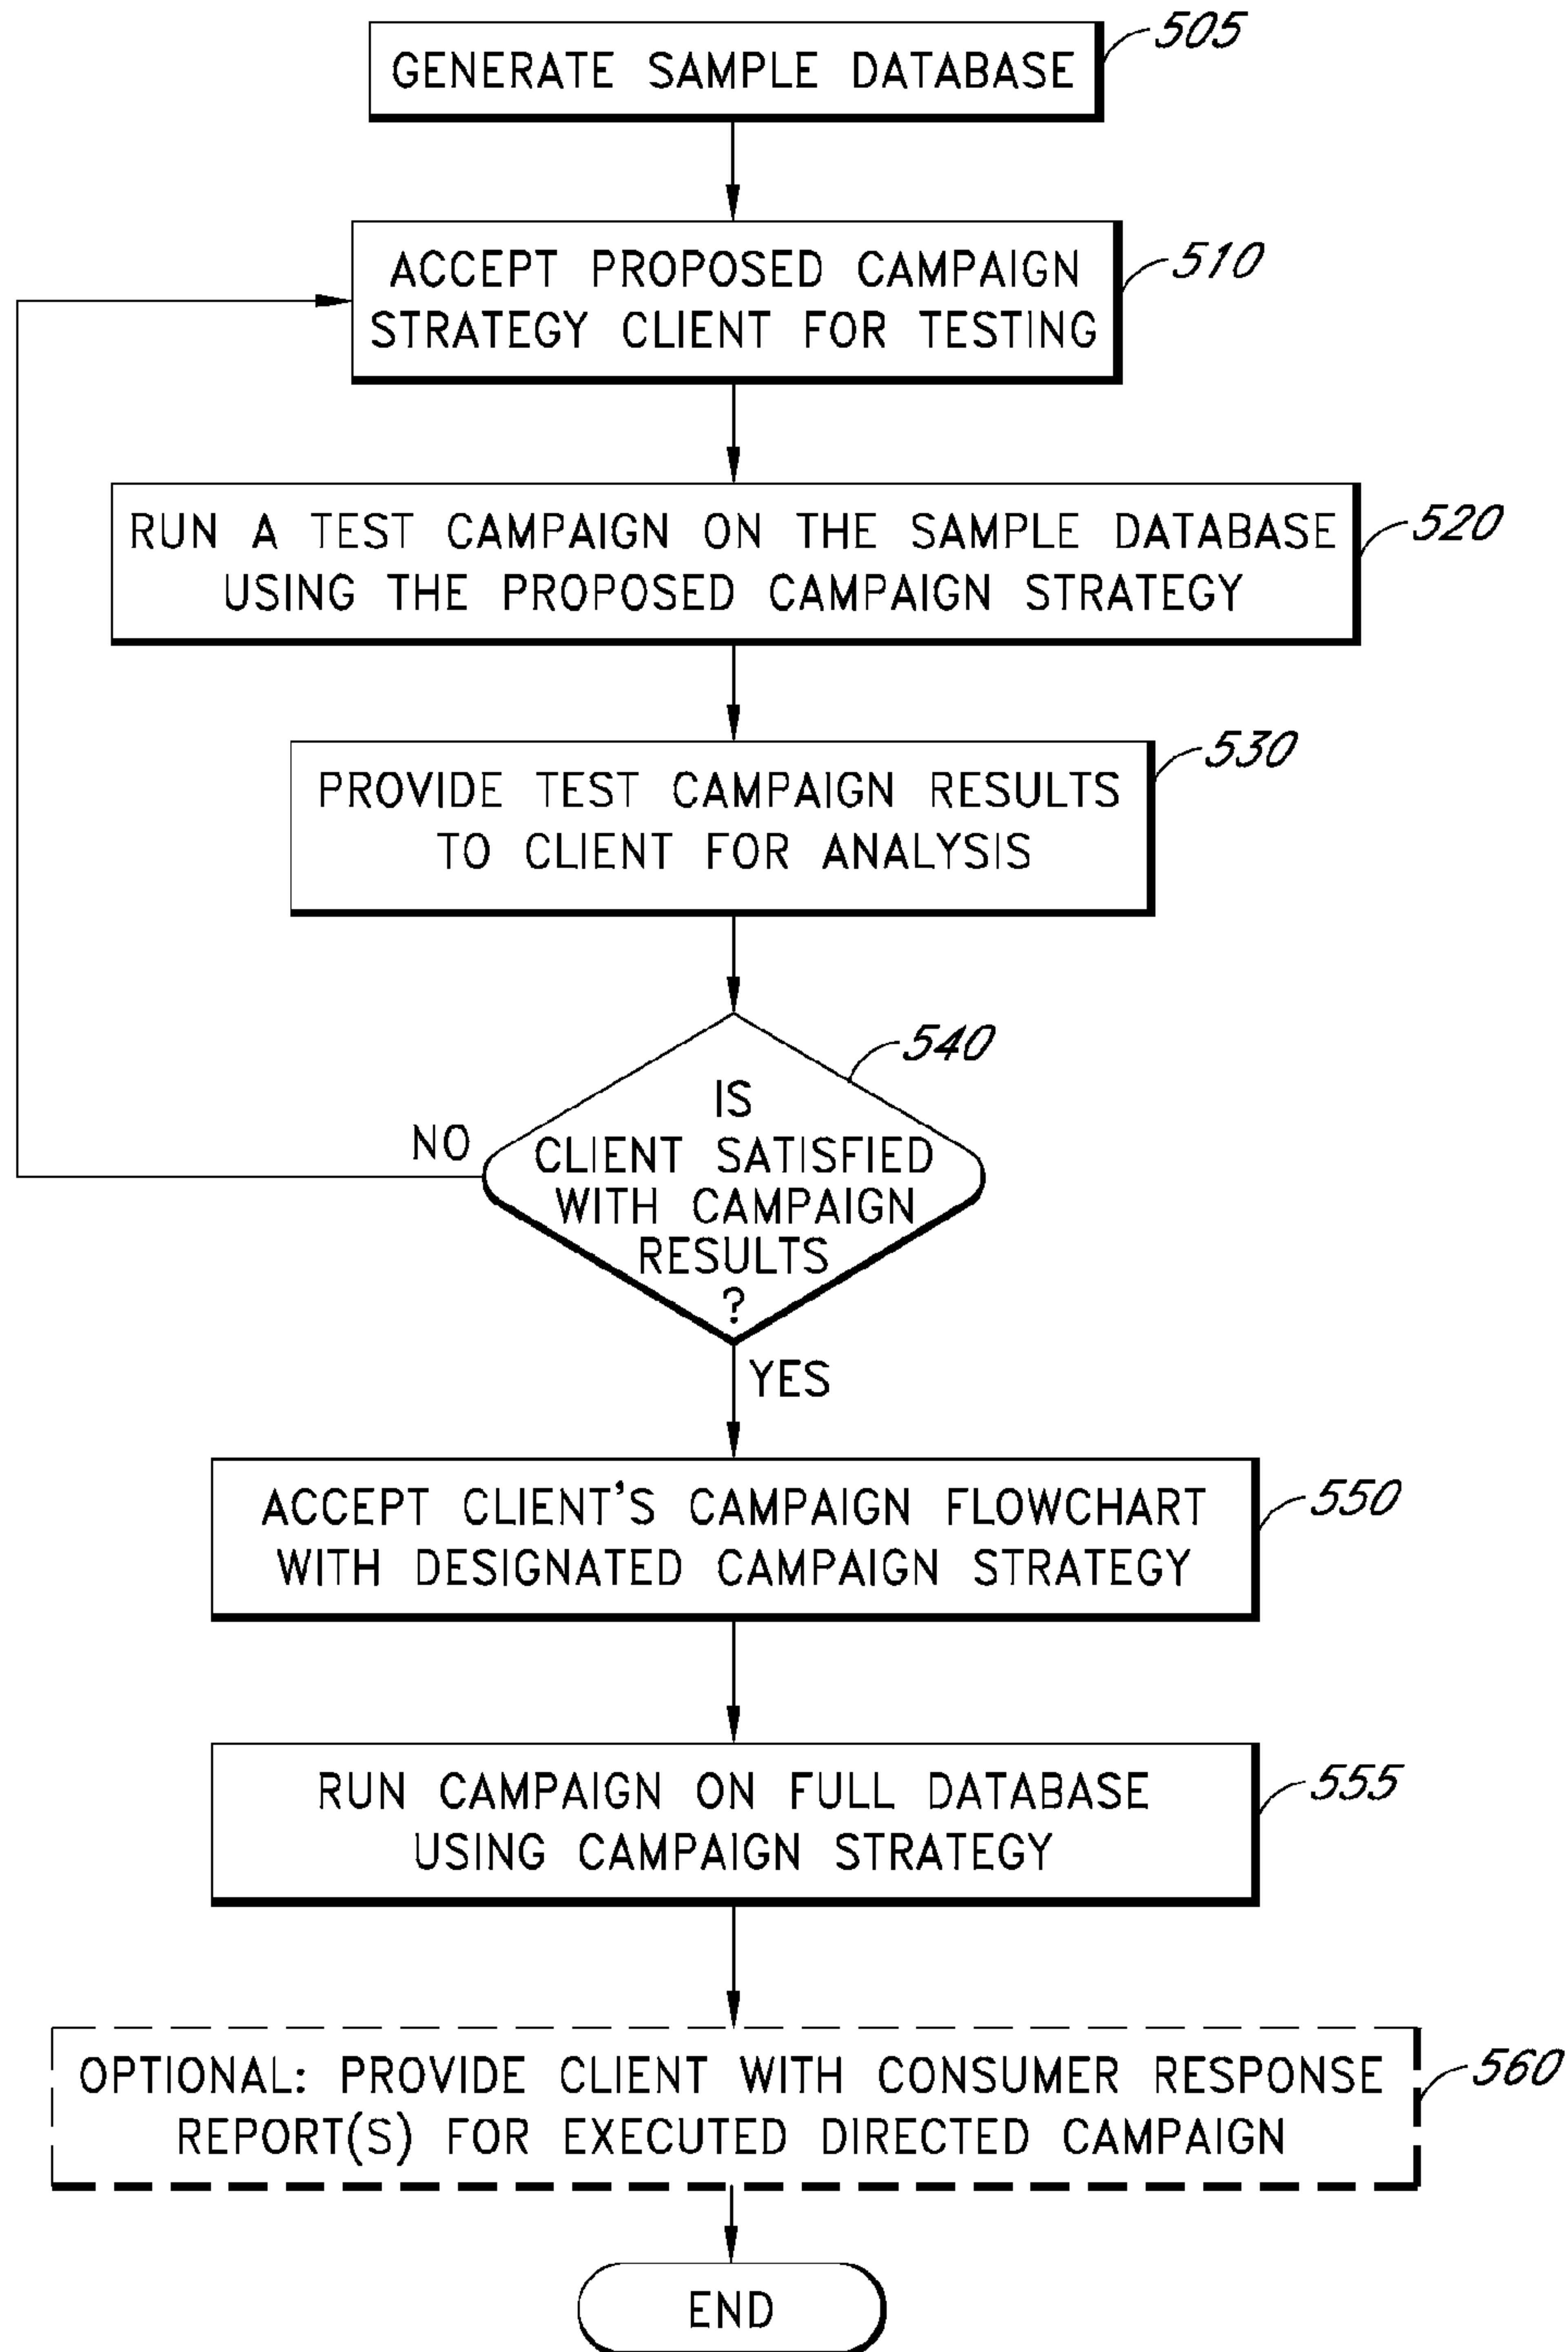 GENERATE SAMPLE DATABASE
505
ACCEPT PROPOSED CAMPAIGN
STRATEGY CLIENT FOR TESTING
510
RUN A TEST CAMPAIGN ON THE SAMPLE DATABASE
USING THE PROPOSED CAMPAIGN STRATEGY
520
PROVIDE TEST CAMPAIGN RESULTS
TO CLIENT FOR ANALYSIS
530
IS
CLIENT SATISFIED
WITH CAMPAIGN
RESULTS
?
540
NO
YES
ACCEPT CLIENT'S CAMPAIGN FLOWCHART
WITH DESIGNATED CAMPAIGN STRATEGY
550
RUN CAMPAIGN ON FULL DATABASE
USING CAMPAIGN STRATEGY
555
OPTIONAL: PROVIDE CLIENT WITH CONSUMER RESPONSE
REPORT(S) FOR EXECUTED DIRECTED CAMPAIGN
560
END